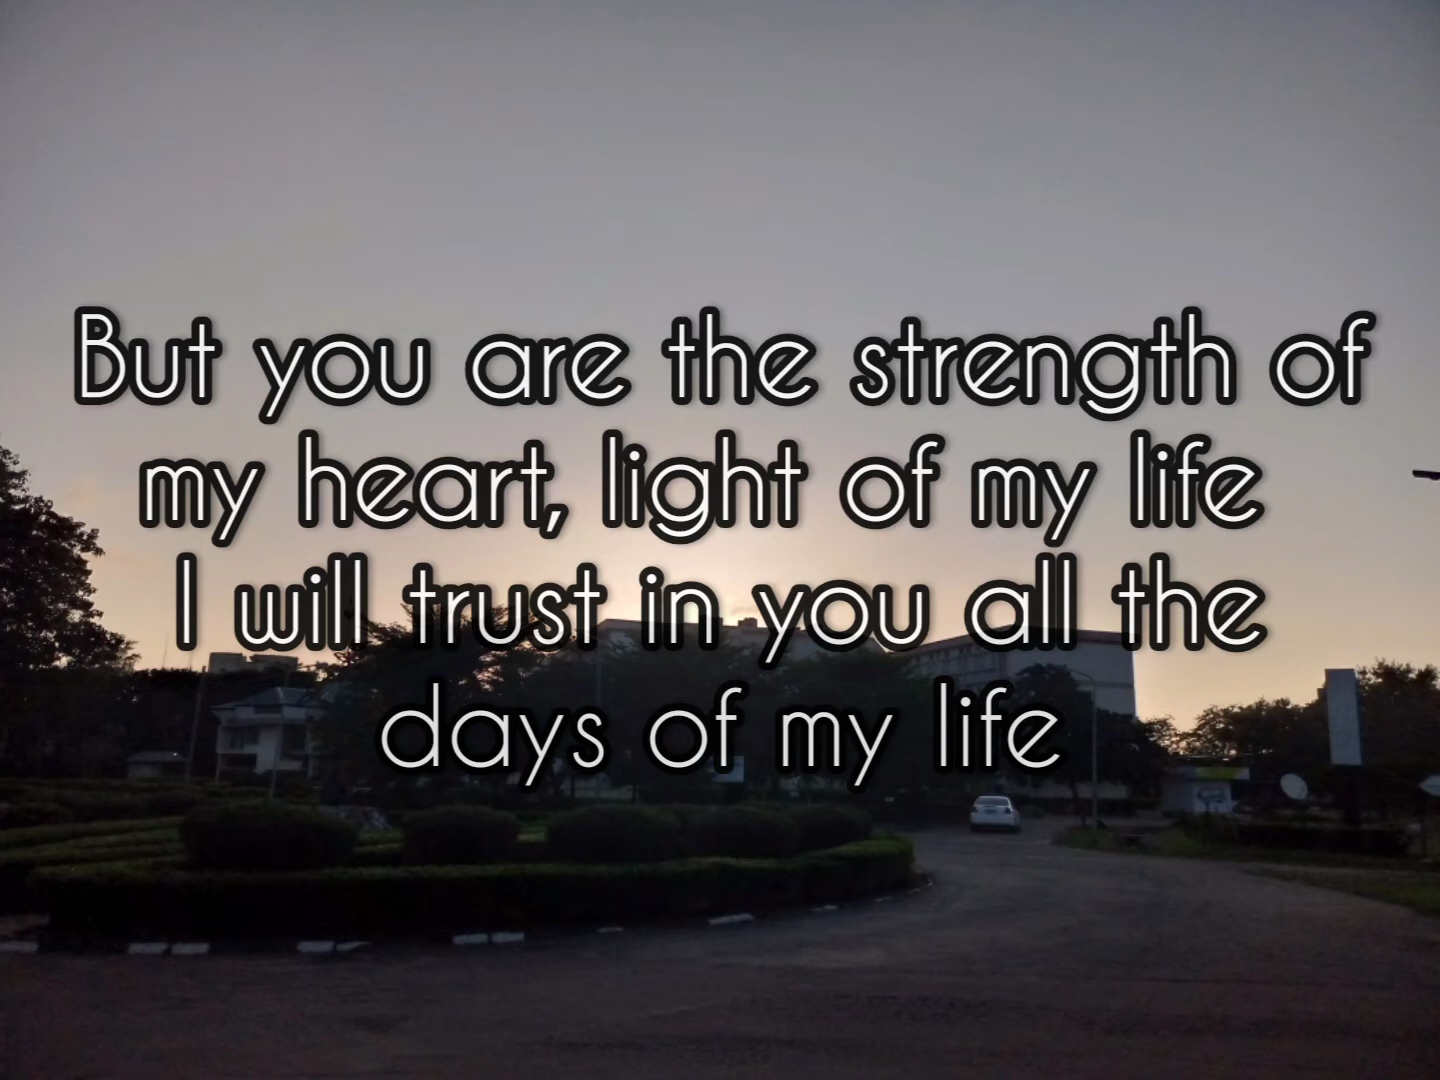 But you are the strength of
my heart, light of my life
I will trust in you all the
days of my life